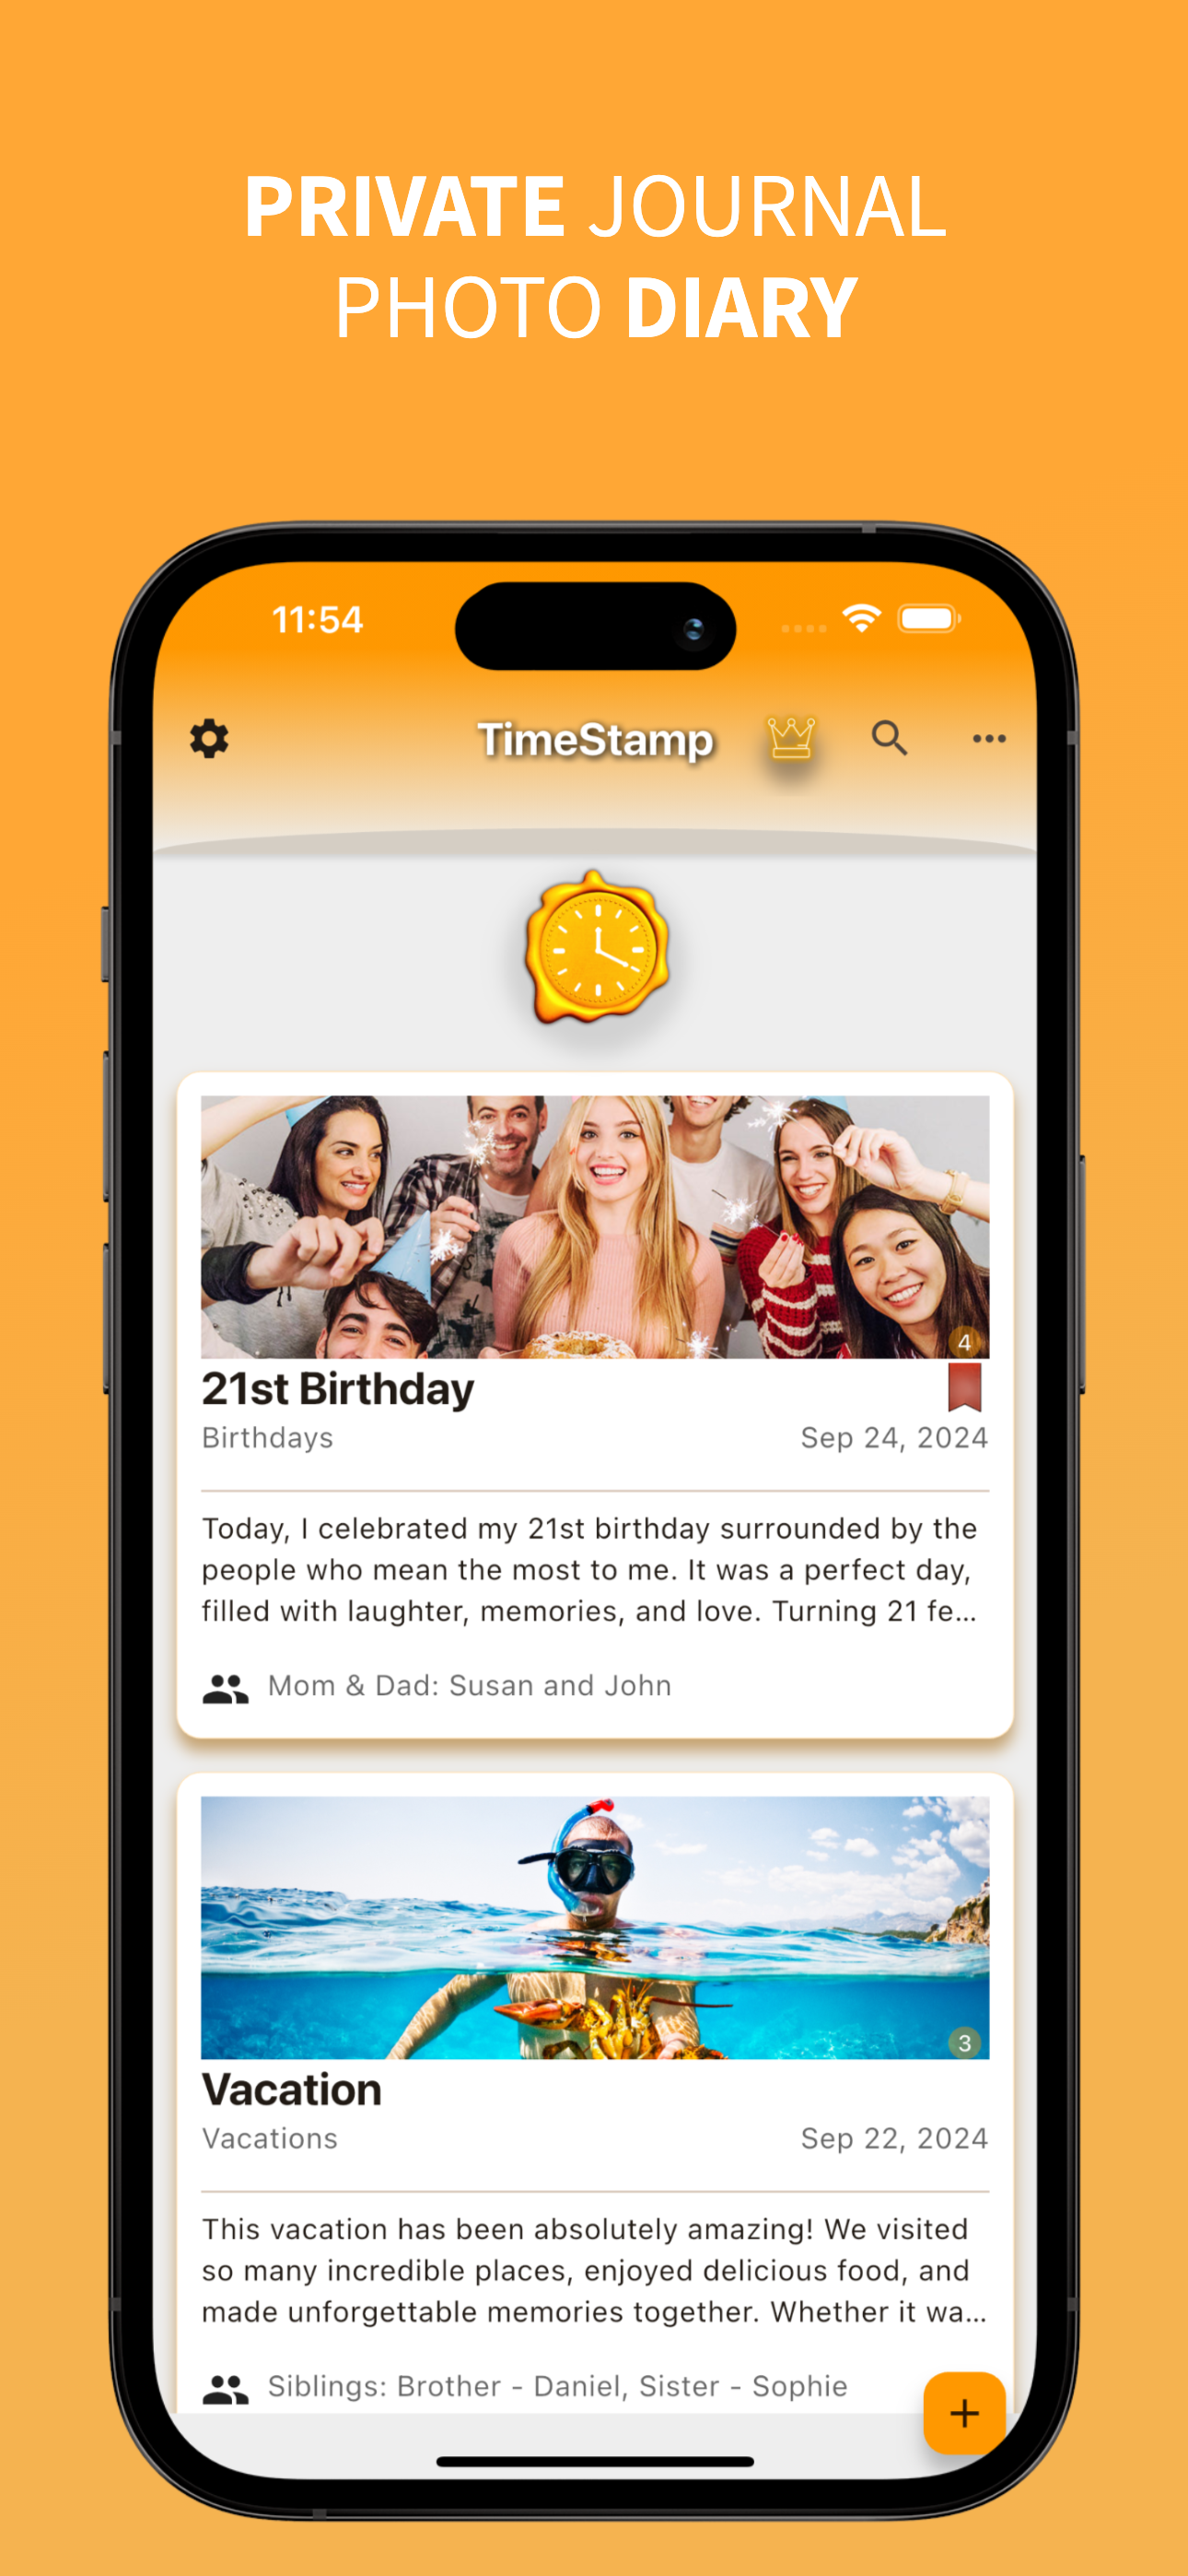 PRIVATE JOURNAL
PHOTO DIARY
11:54
TimeStamp
4
21st Birthday
Birthdays
Sep 24, 2024
Today, I celebrated my 21st birthday surrounded by the
people who mean the most to me. It was a perfect day,
filled with laughter, memories, and love. Turning 21 fe...
Mom & Dad: Susan and John
3
Vacation
Vacations
Sep 22, 2024
This vacation has been absolutely amazing! We visited
so many incredible places, enjoyed delicious food, and
made unforgettable memories together. Whether it wa...
Siblings: Brother - Daniel, Sister - Sophie
+